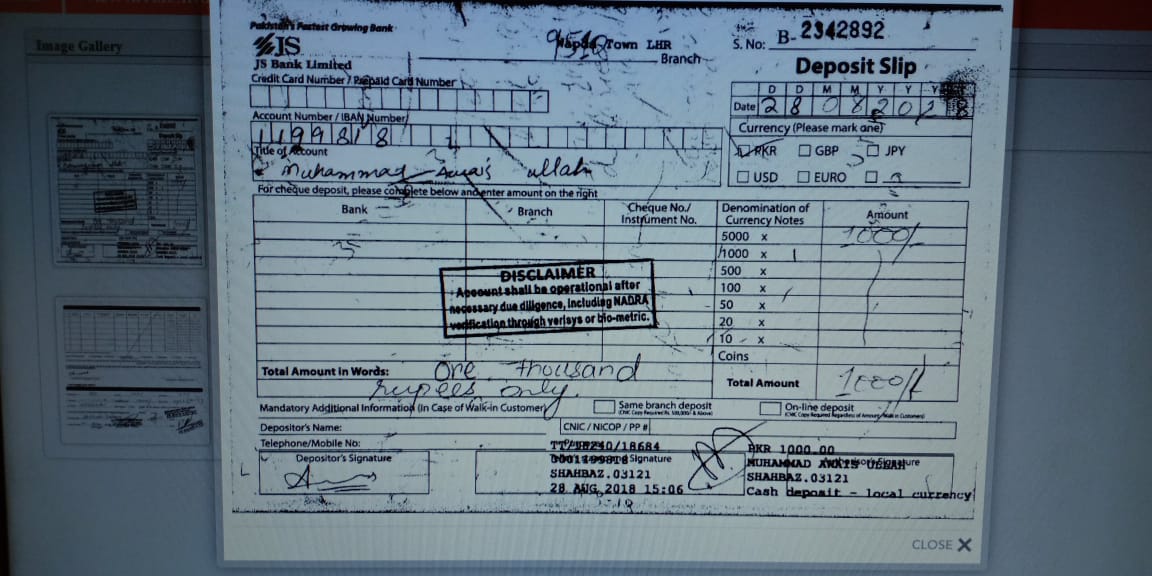 Image Gallery
Pakistan's Fastest Growing Bank
JS
JS Bank Limited
Wapda Town LHR
Branch
S. No: B- 2342892
Deposit Slip
Credit Card Number / Prepaid Card Number
D D M M Y Y Y
Date 28 08 2018
Account Number / IBAN Number
1199818
Currency (Please mark one)
PKR GBP JPY
USD EURO
Title of Account
Muhammad Awais ullah
For cheque deposit, please complete below and enter amount on the right
Bank Branch Cheque No./ Instrument No. Denomination of Currency Notes Amount
5000 x 1000/-
1000 x 1
500 x
100 x
50 x
20 x
10 x
Coins
DISCLAIMER
Account shall be operational after
necessary due diligence, including NADRA
verification through verisys or bio-metric.
Total Amount in Words: One thousand
rupees only.
Total Amount 1000/-
Mandatory Additional Information (In Case of Walk-in Customer)
Same branch deposit
On-line deposit
Depositor's Name:
CNIC / NICOP / PP #
Telephone/Mobile No:
Depositor's Signature
TT/98240/18684
Signature
SHAHBAZ.03121
28 AUG 2018 15:06
PKR 1000.00
MUHAMMAD AWAIS ULLAH
Signature
SHAHBAZ.03121
Cash deposit - local currency
CLOSE X